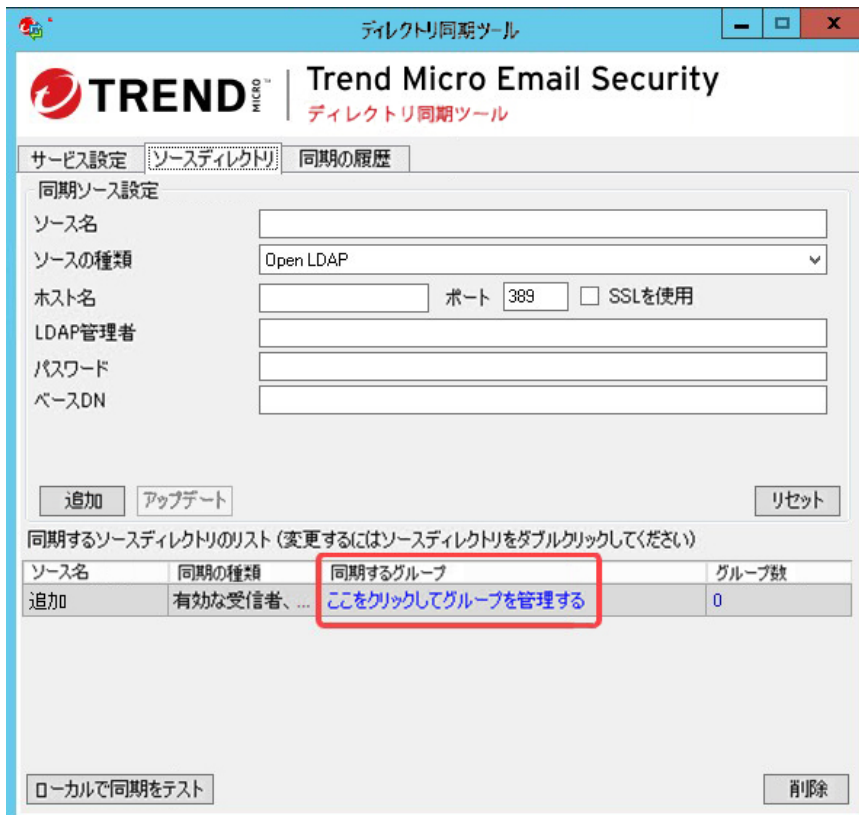 ディレクトリ同期ツール
TREND MICRO™ Trend Micro Email Security
ディレクトリ同期ツール
サービス設定 ソースディレクトリ 同期の履歴
同期ソース設定
ソース名
ソースの種類 Open LDAP
ホスト名 ポート 389 SSLを使用
LDAP管理者
パスワード
ベースDN
追加 アップデート リセット
同期するソースディレクトリのリスト (変更するにはソースディレクトリをダブルクリックしてください)
ソース名 同期の種類 同期するグループ グループ数
追加 有効な受信者、... ここをクリックしてグループを管理する 0
ローカルで同期をテスト 削除